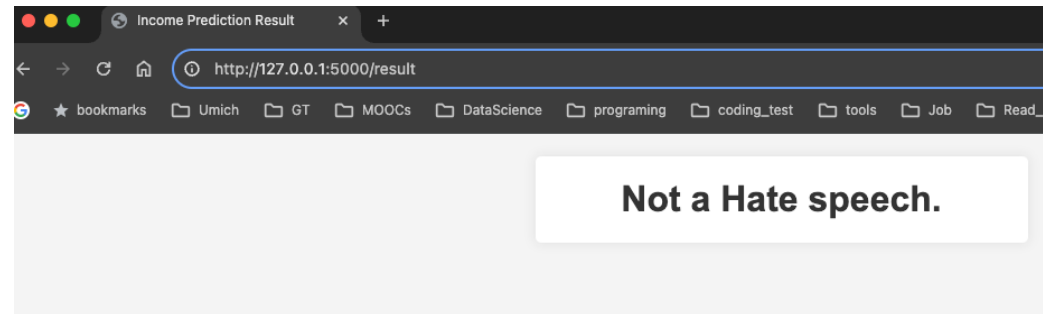 Income Prediction Result
http://127.0.0.1:5000/result
bookmarks Umich GT MOOCs DataScience programing coding_test tools Job Read_
Not a Hate speech.